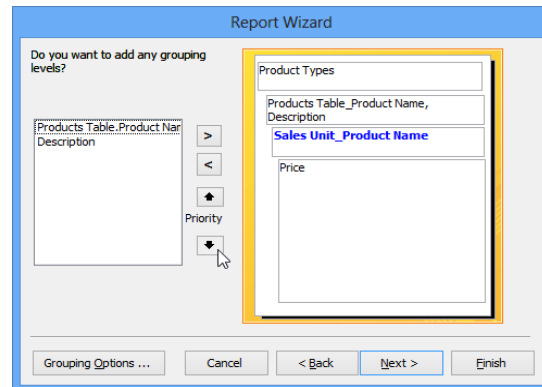 Report Wizard
Do you want to add any grouping
levels?
Products Table.Product Nar
Description
>
<
Priority
Product Types
Products Table_Product Name,
Description
Sales Unit_Product Name
Price
Grouping Options ...
Cancel
< Back
Next >
Finish